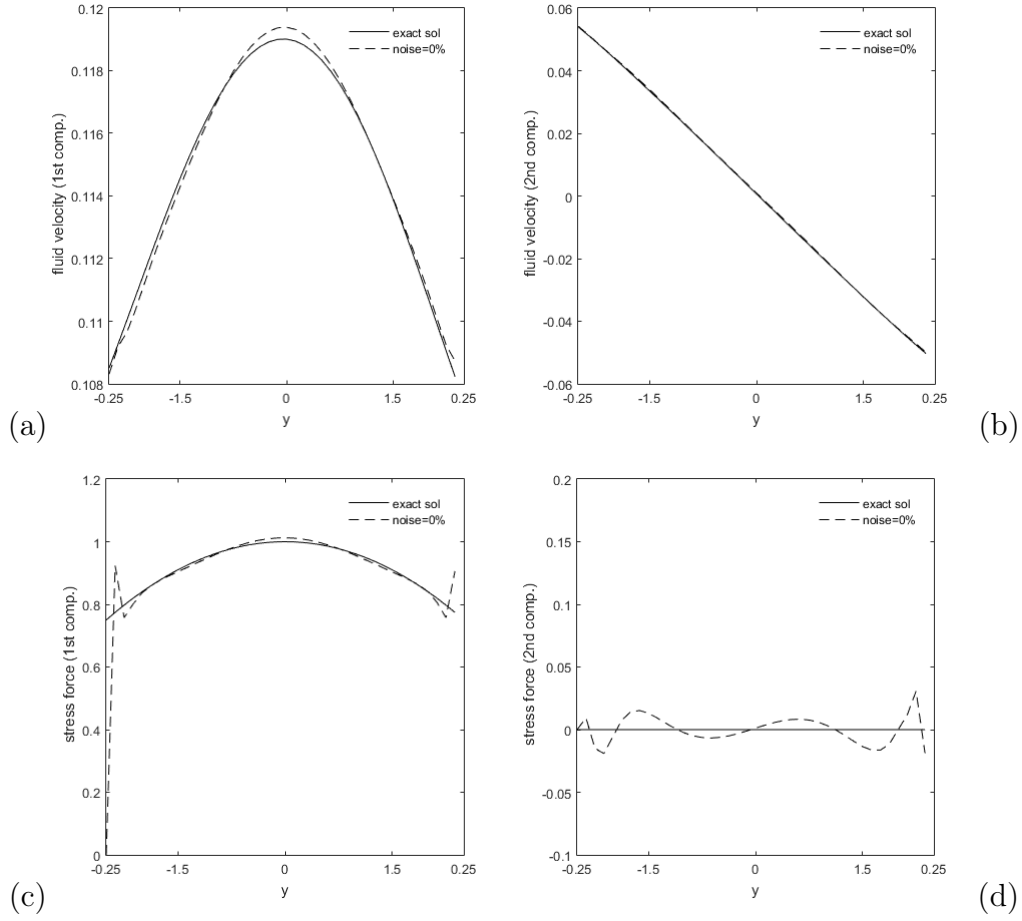 0.12
0.118
0.116
0.114
0.112
0.11
0.108
fluid velocity (1st comp.)
exact sol
noise=0%
-0.25 -1.5 0 1.5 0.25
y
(a)
0.06
0.04
0.02
0
-0.02
-0.04
-0.06
fluid velocity (2nd comp.)
exact sol
noise=0%
-0.25 -1.5 0 1.5 0.25
y
(b)
1.2
1
0.8
0.6
0.4
0.2
0
stress force (1st comp.)
exact sol
noise=0%
-0.25 -1.5 0 1.5 0.25
y
(c)
0.2
0.15
0.1
0.05
0
-0.05
-0.1
stress force (2nd comp.)
exact sol
noise=0%
-0.25 -1.5 0 1.5 0.25
y
(d)